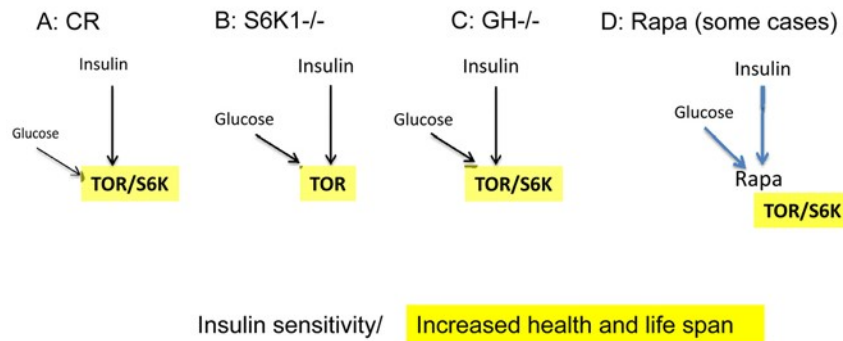 A: CR
Insulin
Glucose
TOR/S6K
B: S6K1-/-
Insulin
Glucose
TOR
C: GH-/-
Insulin
Glucose
TOR/S6K
D: Rapa (some cases)
Insulin
Glucose
Rapa
TOR/S6K
Insulin sensitivity/ Increased health and life span